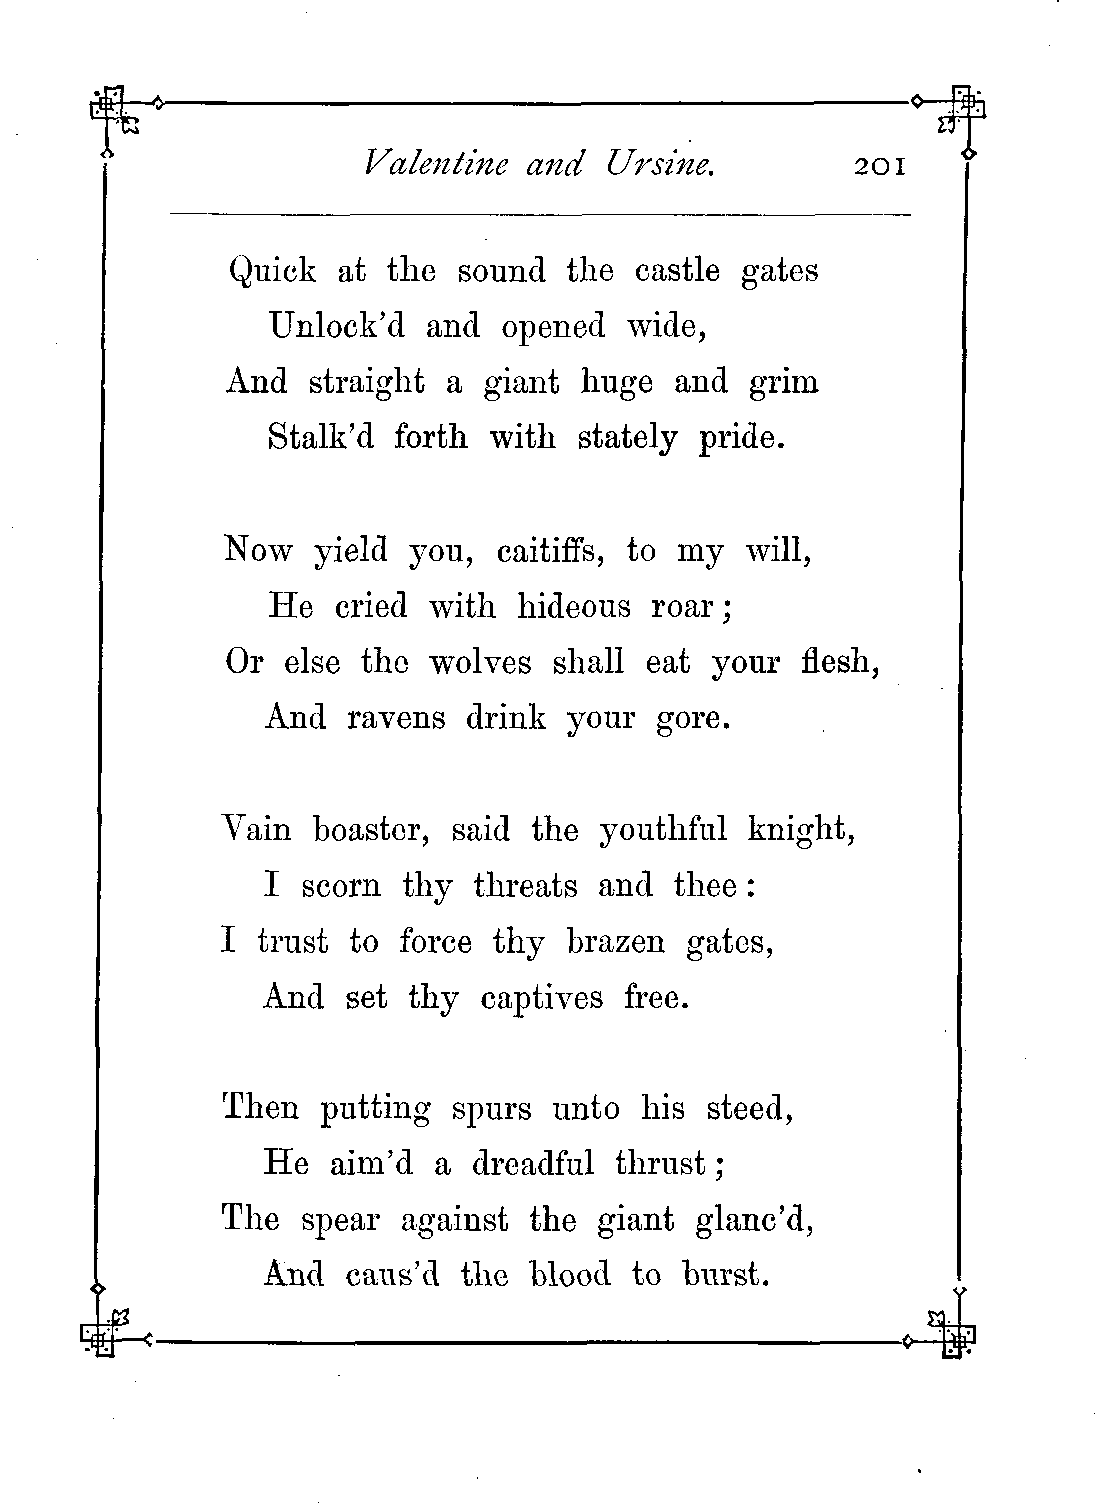 Valentine and Ursine. 201
Quick at the sound the castle gates
Unlock'd and opened wide,
And straight a giant huge and grim
Stalk'd forth with stately pride.
Now yield you, caitiffs, to my will,
He cried with hideous roar;
Or else the wolves shall eat your flesh,
And ravens drink your gore.
Vain boaster, said the youthful knight,
I scorn thy threats and thee:
I trust to force thy brazen gates,
And set thy captives free.
Then putting spurs unto his steed,
He aim'd a dreadful thrust;
The spear against the giant glanc'd,
And caus'd the blood to burst.